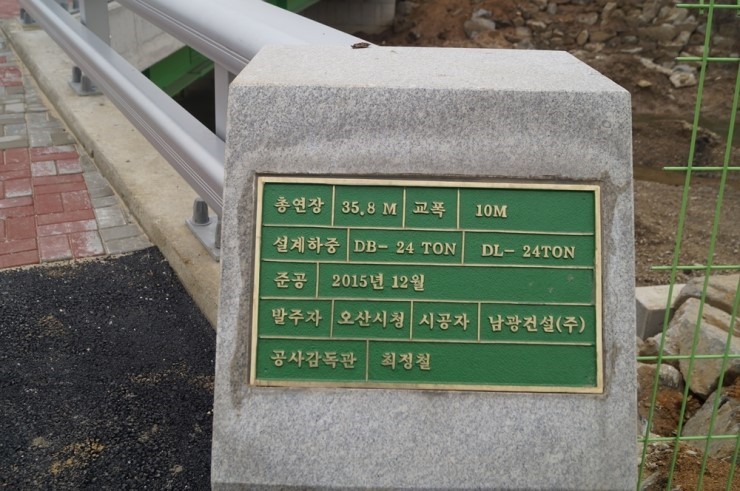 총연장 35.8 M 교폭 10M
설계하중 DB- 24 TON DL- 24TON
준공 2015년 12월
발주자 오산시청 시공자 남광건설(주)
공사감독관 최정철